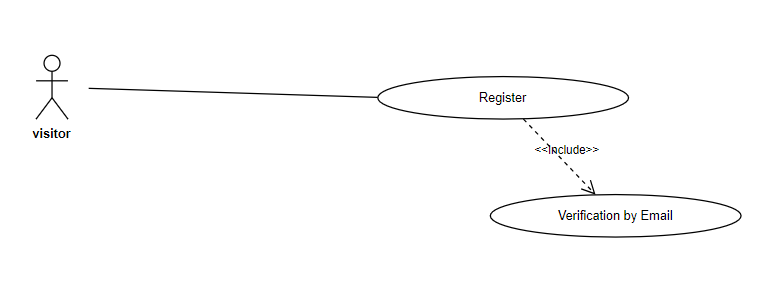 Register
visitor
<<include>>
Verification by Email